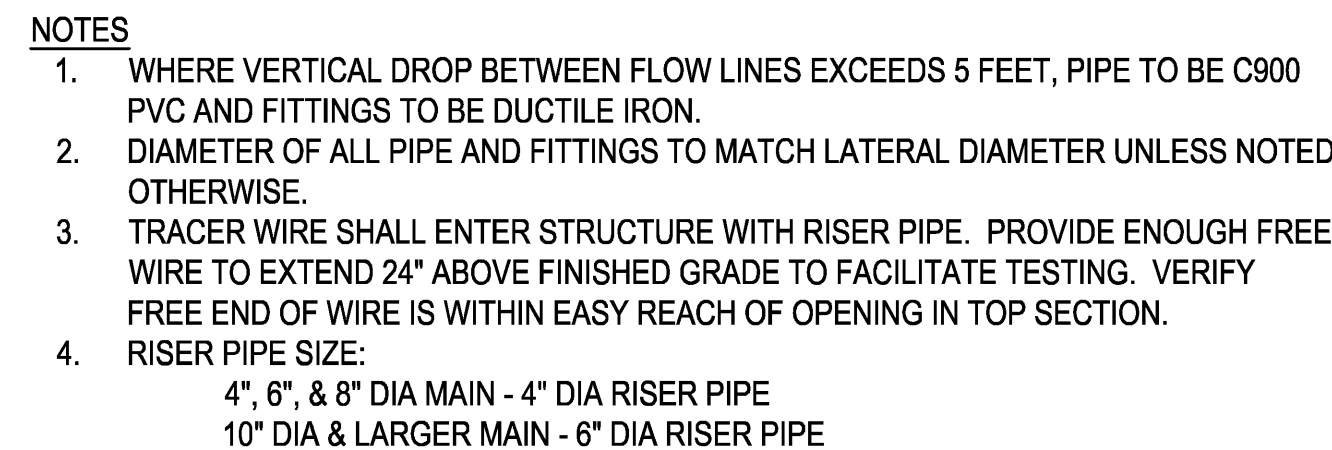 NOTES
1. WHERE VERTICAL DROP BETWEEN FLOW LINES EXCEEDS 5 FEET, PIPE TO BE C900
PVC AND FITTINGS TO BE DUCTILE IRON.
2. DIAMETER OF ALL PIPE AND FITTINGS TO MATCH LATERAL DIAMETER UNLESS NOTED
OTHERWISE.
3. TRACER WIRE SHALL ENTER STRUCTURE WITH RISER PIPE. PROVIDE ENOUGH FREE
WIRE TO EXTEND 24" ABOVE FINISHED GRADE TO FACILITATE TESTING. VERIFY
FREE END OF WIRE IS WITHIN EASY REACH OF OPENING IN TOP SECTION.
4. RISER PIPE SIZE:
4", 6", & 8" DIA MAIN - 4" DIA RISER PIPE
10" DIA & LARGER MAIN - 6" DIA RISER PIPE